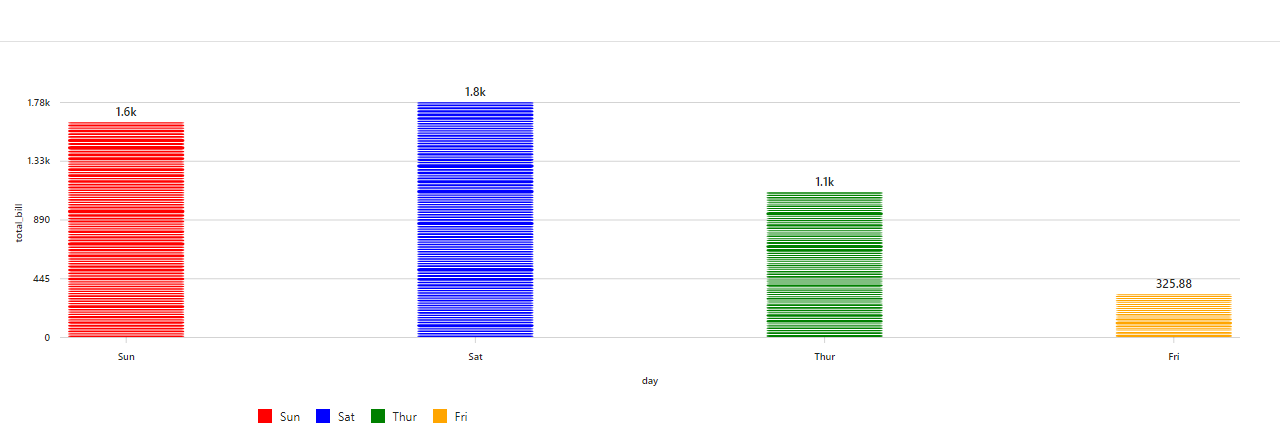 1.8k
1.78k
1.6k
1.33k
1.1k
total_bill
890
445
325.88
0
Sun Sat Thur Fri
day
Sun Sat Thur Fri